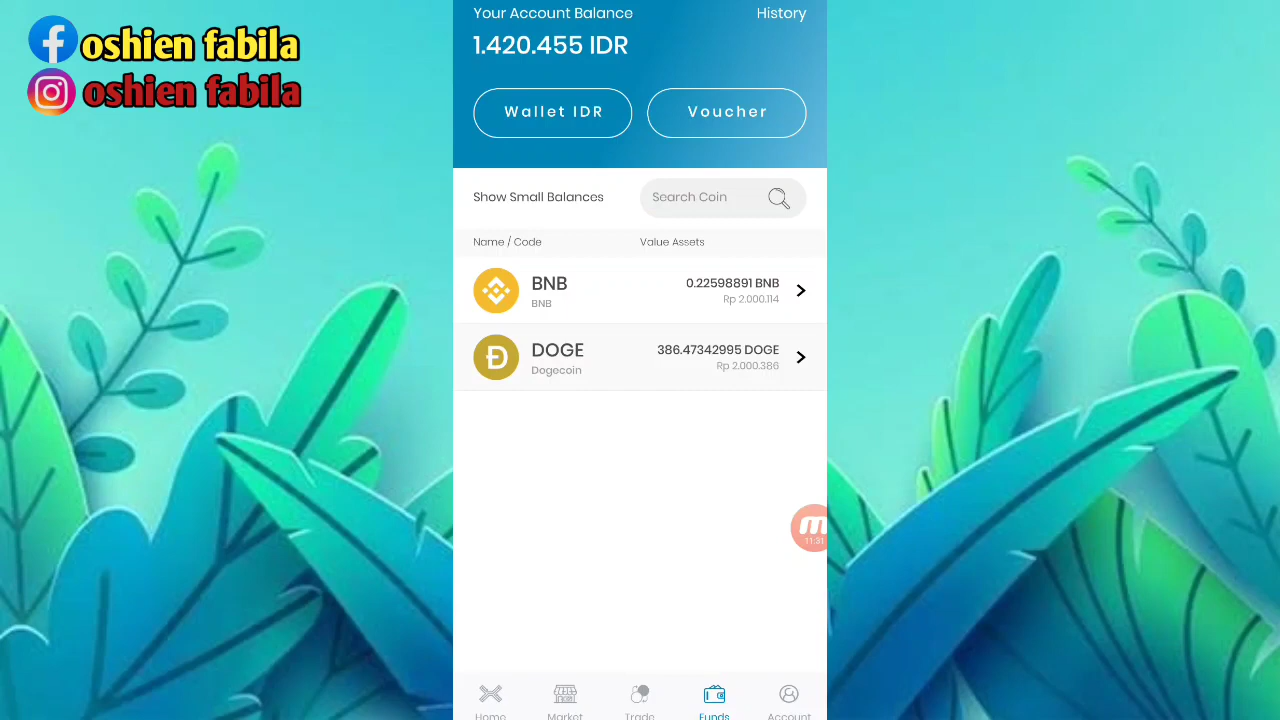 oshien fabila
oshien fabila
Your Account Balance
History
1.420.455 IDR
Wallet IDR
Voucher
Show Small Balances
Search Coin
Name / Code
Value Assets
BNB
0.22598891 BNB
BNB
Rp 2.000.114
DOGE
386.47342995 DOGE
Dogecoin
Rp 2.000.386
11:31
Home
Market
Trade
Funds
Account